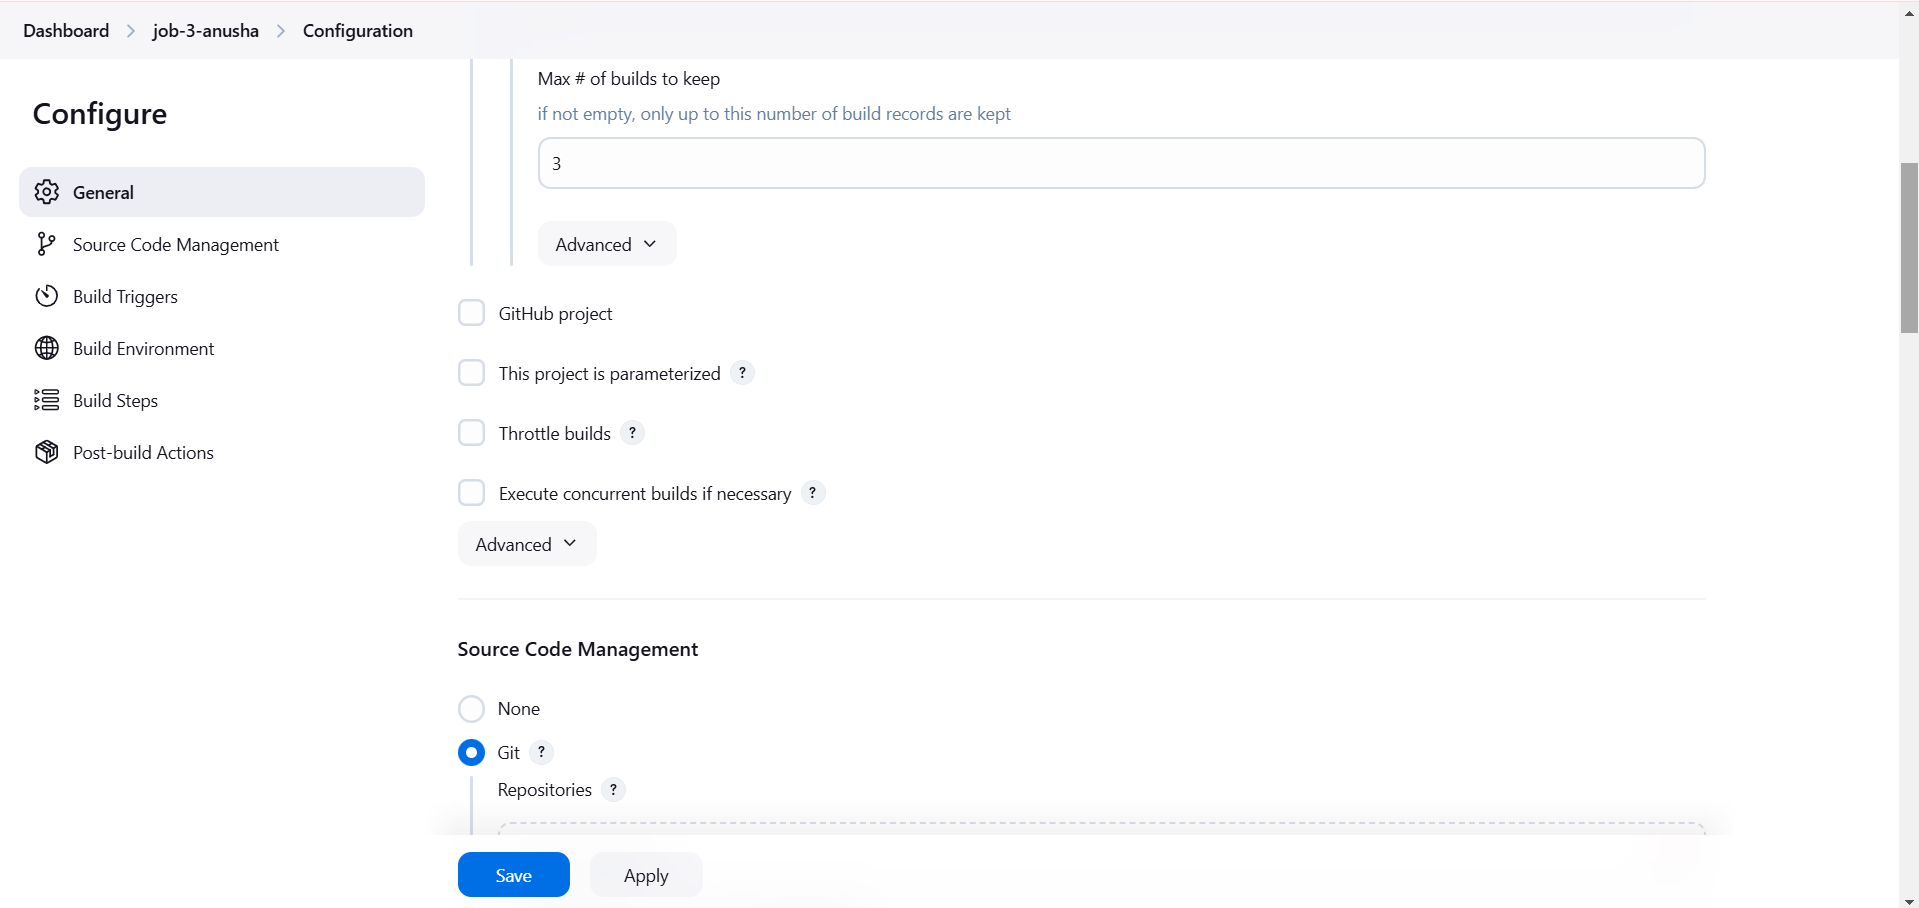 Dashboard > job-3-anusha > Configuration
Configure
General
Source Code Management
Build Triggers
Build Environment
Build Steps
Post-build Actions
Max # of builds to keep
if not empty, only up to this number of build records are kept
3
Advanced
GitHub project
This project is parameterized ?
Throttle builds ?
Execute concurrent builds if necessary ?
Advanced
Source Code Management
None
Git ?
Repositories ?
Save Apply